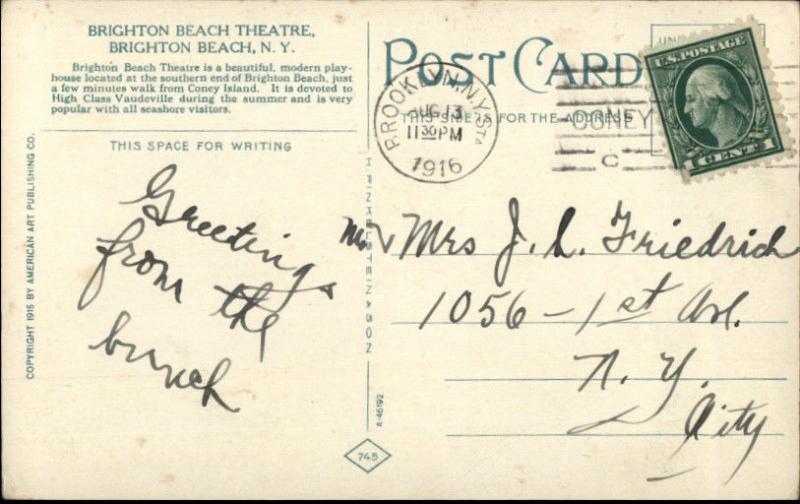 BRIGHTON BEACH THEATRE,
BRIGHTON BEACH, N. Y.
Brighton Beach Theatre is a beautiful, modern play-
house located at the southern end of Brighton Beach, just
a few minutes walk from Coney Island. It is devoted to
High Class Vaudeville during the summer and is very
popular with all seashore visitors.
THIS SPACE FOR WRITING
Greetings
from the
bunch
COPYRIGHT 1915 BY AMERICAN ART PUBLISHING CO.
H FINKELSTEIN & SON
A-46192
745
POST CARD
THIS SIDE IS FOR THE ADDRESS
BROOKLYN, N.Y. STA
AUG 13
11 30 PM
1916
CONEY
C
U.S. POSTAGE
1 CENT 1
Mr & Mrs J. L. Friedrich
1056 - 1st Ave.
N. Y.
City